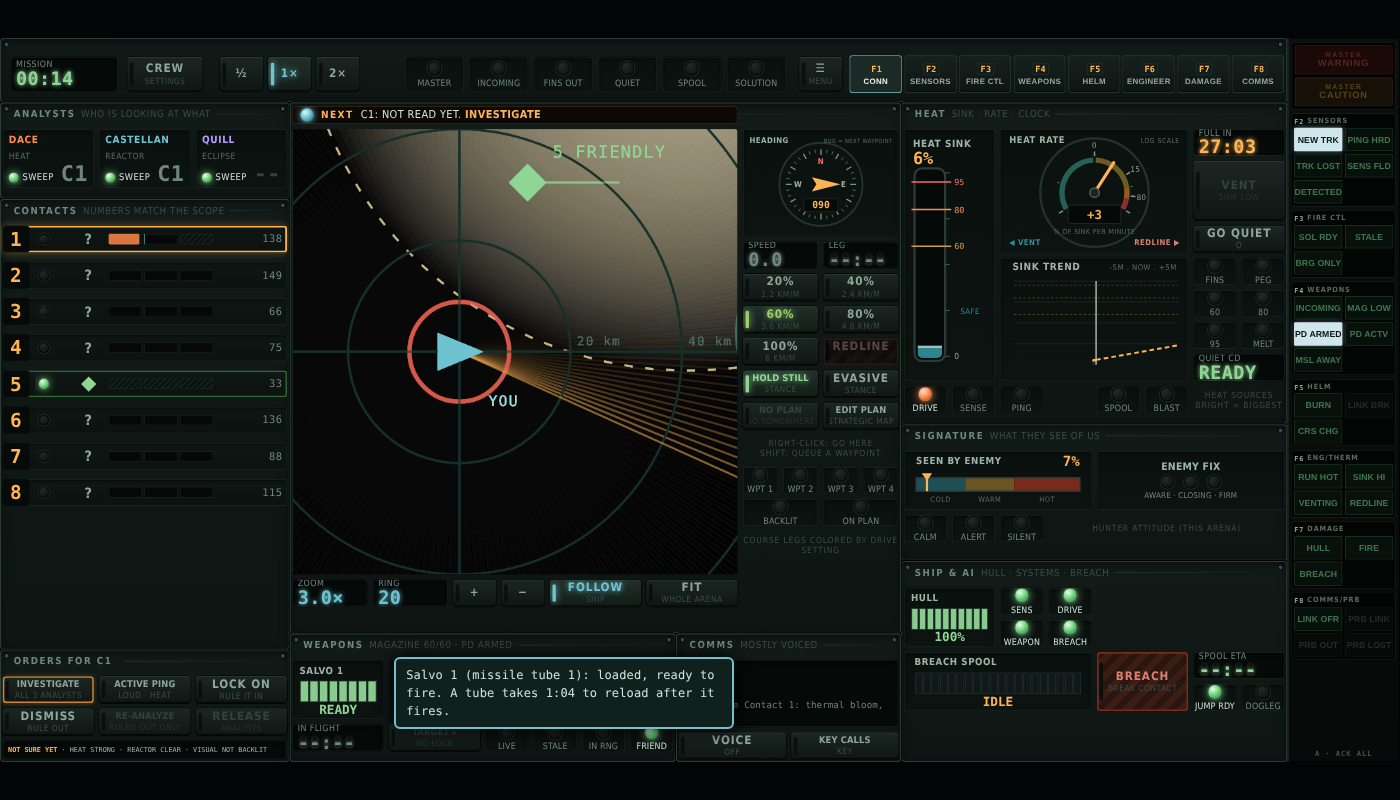 MISSION
00:14
CREW
SETTINGS
½
1×
2×
MASTER
INCOMING
FINS OUT
QUIET
SPOOL
SOLUTION
☰
MENU
F1
CONN
F2
SENSORS
F3
FIRE CTL
F4
WEAPONS
F5
HELM
F6
ENGINEER
F7
DAMAGE
F8
COMMS
MASTER
WARNING
MASTER
CAUTION
ANALYSTS WHO IS LOOKING AT WHAT
DACE
HEAT
SWEEP C1
CASTELLAN
REACTOR
SWEEP C1
QUILL
ECLIPSE
SWEEP --
CONTACTS NUMBERS MATCH THE SCOPE
1 ? 138
2 ? 149
3 ? 66
4 ? 75
5 33
6 ? 136
7 ? 88
8 ? 115
ORDERS FOR C1
INVESTIGATE
ALL 3 ANALYSTS
ACTIVE PING
LOUD · HEAT
LOCK ON
RULE IT IN
DISMISS
RULE OUT
RE-ANALYZE
RULED OUT ONLY
RELEASE
ANALYSTS
NOT SURE YET · HEAT STRONG · REACTOR CLEAR · VISUAL NOT BACKLIT
NEXT C1: NOT READ YET. INVESTIGATE
5 FRIENDLY
20 km
40 km
YOU
ZOOM
3.0×
RING
20
+
−
FOLLOW
SHIP
FIT
WHOLE ARENA
HEADING
BUG = NEXT WAYPOINT
N
W
E
090
SPEED
0.0
LEG
--:--
20%
1.2 KM/M
40%
2.4 KM/M
60%
3.6 KM/M
80%
4.8 KM/M
100%
6 KM/M
REDLINE
HOLD STILL
STANCE
EVASIVE
STANCE
NO PLAN
EDIT PLAN
STRATEGIC MAP
RIGHT-CLICK: GO HERE
SHIFT: QUEUE A WAYPOINT
WPT 1
WPT 2
WPT 3
WPT 4
BACKLIT
ON PLAN
COURSE LEGS COLORED BY DRIVE
SETTING
WEAPONS MAGAZINE 60/60 · PD ARMED
SALVO 1
READY
Salvo 1 (missile tube 1): loaded, ready to
fire. A tube takes 1:04 to reload after it
fires.
IN FLIGHT
--:--
TARGET
NO LOCK
LIVE
STALE
IN RNG
FRIEND
COMMS MOSTLY VOICED
Contact 1: thermal bloom,
VOICE
OFF
KEY CALLS
KEY
HEAT SINK · RATE · CLOCK
HEAT SINK
6%
95
80
60
SAFE
0
HEAT RATE
LOG SCALE
0
15
80
+3
% OF SINK PER MINUTE
◀ VENT
REDLINE ▶
FULL IN
27:03
VENT
SINK LOW
GO QUIET
Q
SINK TREND
-5M . NOW . +5M
FINS
PEG
60
80
95
MELT
QUIET CD
READY
DRIVE
SENSE
PING
SPOOL
BLAST
HEAT SOURCES
BRIGHT = BIGGEST
SIGNATURE WHAT THEY SEE OF US
SEEN BY ENEMY
7%
COLD
WARM
HOT
ENEMY FIX
AWARE · CLOSING · FIRM
CALM
ALERT
SILENT
HUNTER ATTITUDE (THIS ARENA)
SHIP & AI HULL · SYSTEMS · BREACH
HULL
100%
SENS
DRIVE
WEAPON
BREACH
BREACH SPOOL
IDLE
BREACH
BREAK CONTACT
SPOOL ETA
--:--
JUMP RDY
DOGLEG
F2 SENSORS
NEW TRK
PING HRD
TRK LOST
SENS FLD
DETECTED
F3 FIRE CTL
SOL RDY
STALE
BRG ONLY
F4 WEAPONS
INCOMING
MAG LOW
PD ARMED
PD ACTV
MSL AWAY
F5 HELM
BURN
LINK BRK
CRS CHG
F6 ENG/THERM
RUN HOT
SINK HI
VENTING
REDLINE
F7 DAMAGE
HULL
FIRE
BREACH
F8 COMMS/PRB
LINK OFR
PRB LINK
PRB OUT
PRB LOST
A · ACK ALL